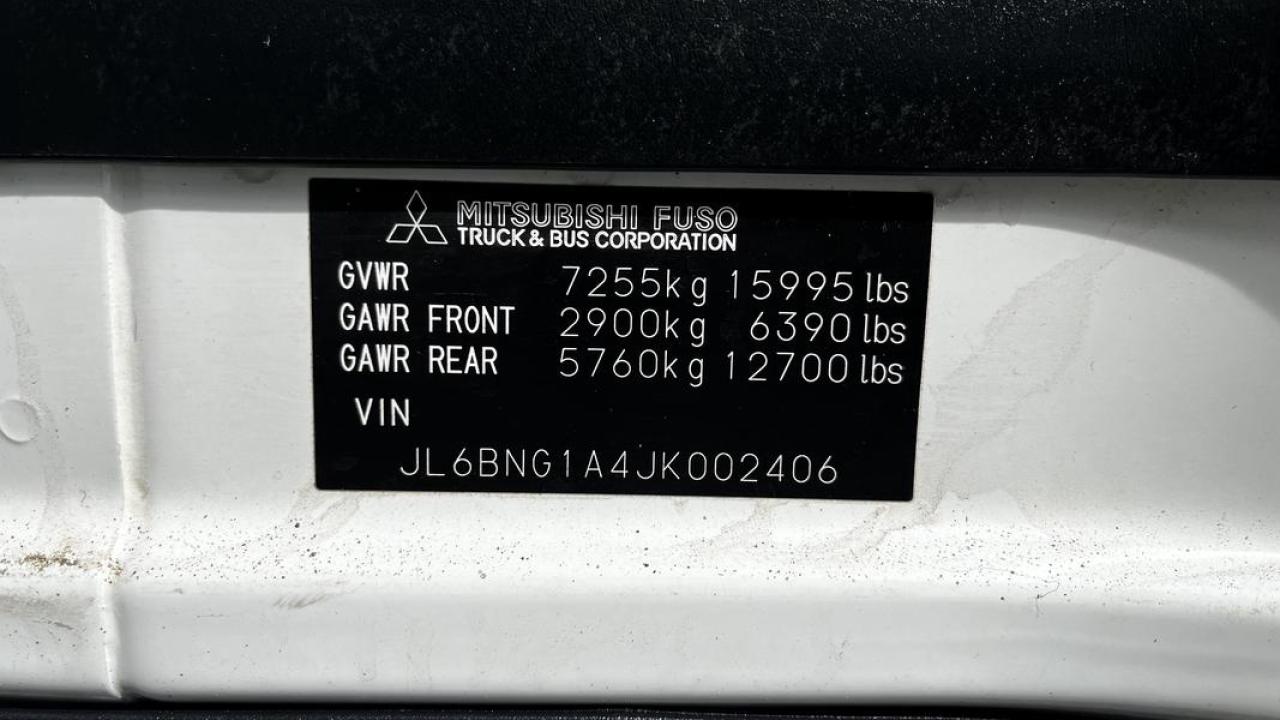 MITSUBISHI FUSO
TRUCK & BUS CORPORATION
GVWR 7255kg 15995 lbs
GAWR FRONT 2900kg 6390 lbs
GAWR REAR 5760kg 12700 lbs
VIN
JL6BNG1A4JK002406